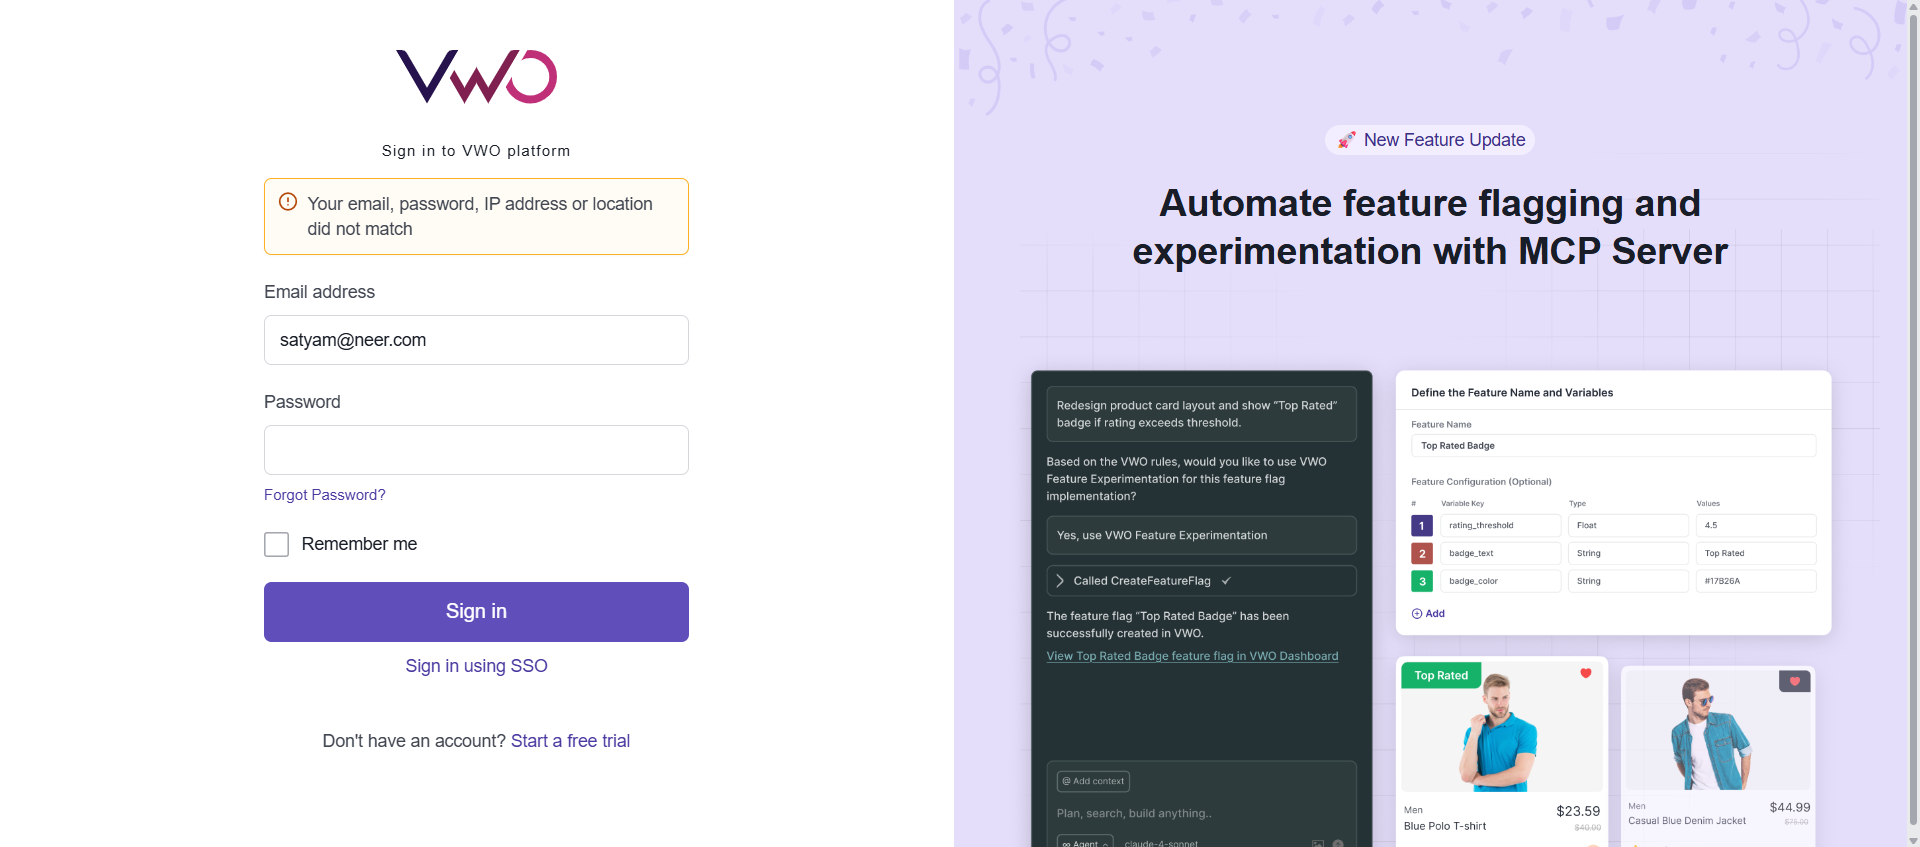 VWO
Sign in to VWO platform
Your email, password, IP address or location
did not match
Email address
satyam@neer.com
Password
Forgot Password?
Remember me
Sign in
Sign in using SSO
Don't have an account? Start a free trial
🚀 New Feature Update
Automate feature flagging and
experimentation with MCP Server
Redesign product card layout and show “Top Rated”
badge if rating exceeds threshold.
Based on the VWO rules, would you like to use VWO
Feature Experimentation for this feature flag
implementation?
Yes, use VWO Feature Experimentation
Called CreateFeatureFlag ✓
The feature flag “Top Rated Badge” has been
successfully created in VWO.
View Top Rated Badge feature flag in VWO Dashboard
@ Add context
Plan, search, build anything..
∞ Agent
claude-4-sonnet
Define the Feature Name and Variables
Feature Name
Top Rated Badge
Feature Configuration (Optional)
# Variable Key Type Values
1 rating_threshold Float 4.5
2 badge_text String Top Rated
3 badge_color String #17B26A
Add
Top Rated
Men
$23.59
Blue Polo T-shirt
$40.00
Men
$44.99
Casual Blue Denim Jacket